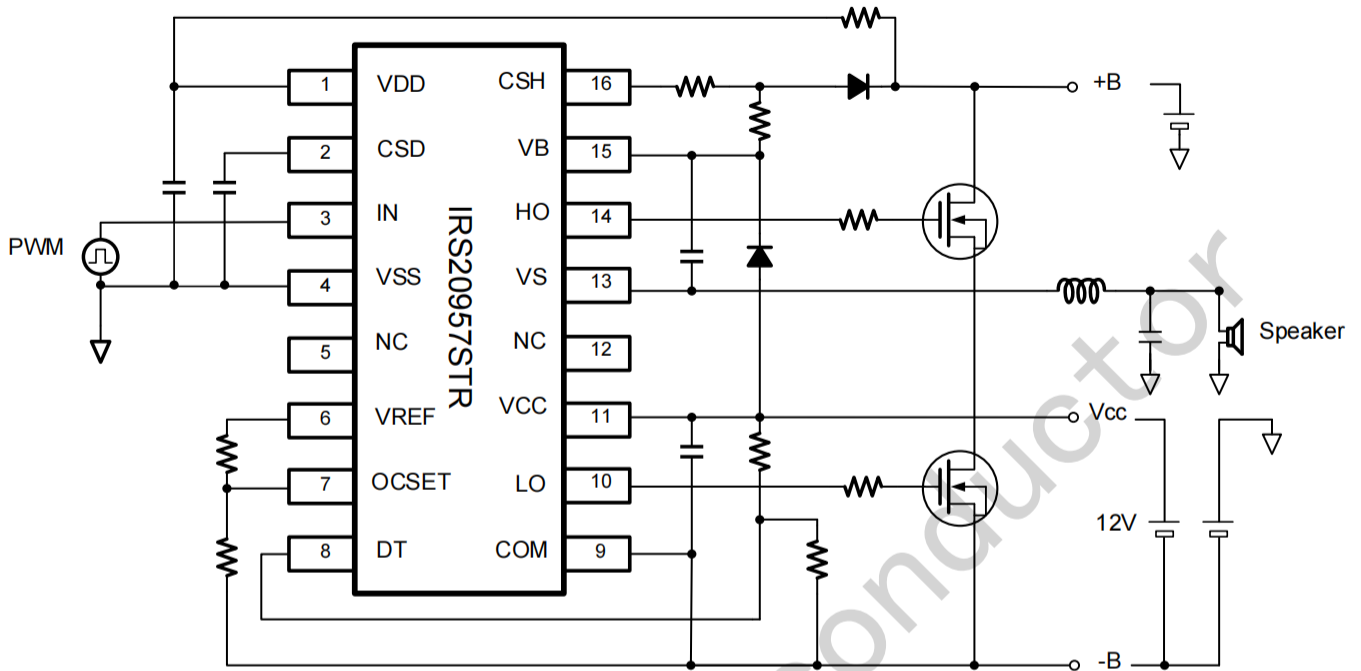 +B
1 VDD CSH 16
2 CSD VB 15
3 IN HO 14
PWM
4 VSS VS 13
IRS20957STR
5 NC NC 12
Speaker
6 VREF VCC 11
Vcc
7 OCSET LO 10
12V
8 DT COM 9
-B
onductor